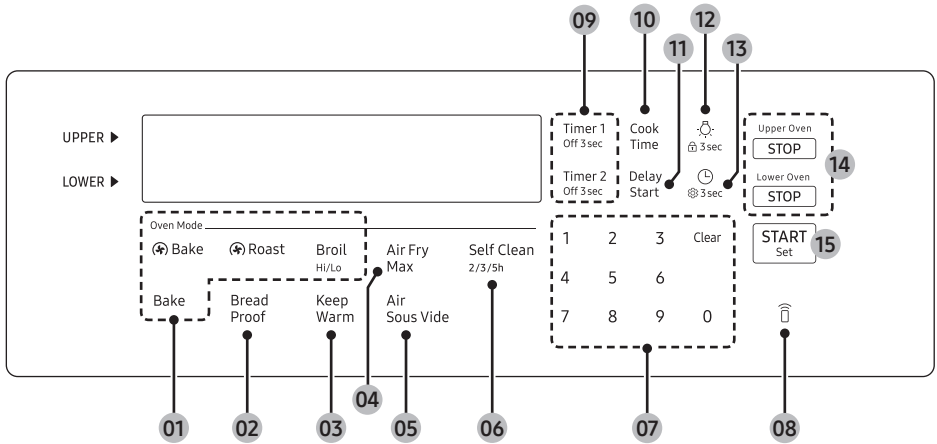 09
10
11
12
13
UPPER
LOWER
Timer 1
Off 3 sec
Timer 2
Off 3 sec
Cook
Time
Delay
Start
3 sec
3 sec
Upper Oven
STOP
Lower Oven
STOP
14
Oven Mode
Bake
Roast
Broil
Hi/Lo
Air Fry
Max
Self Clean
2/3/5h
Bake
Bread
Proof
Keep
Warm
Air
Sous Vide
1 2 3 Clear
4 5 6
7 8 9 0
START
Set
15
01
02
03
04
05
06
07
08